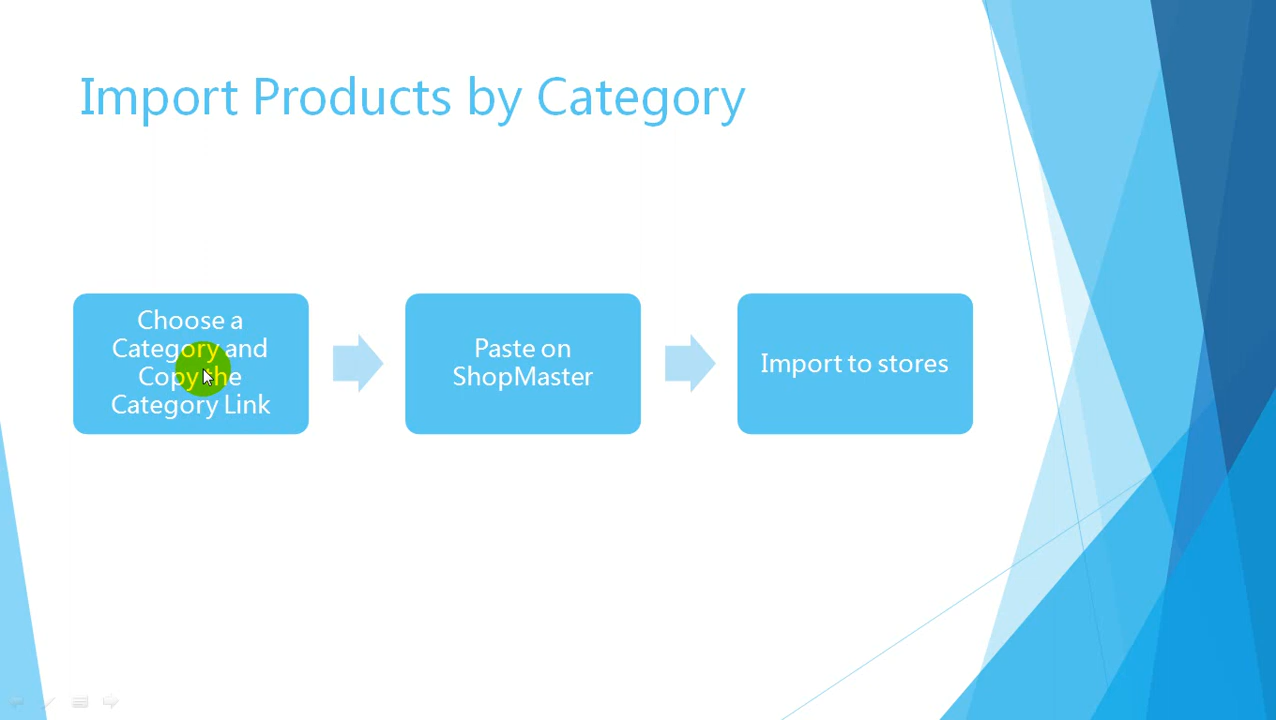 Import Products by Category
Choose a
Category and
Copy the
Category Link
Paste on
ShopMaster
Import to stores